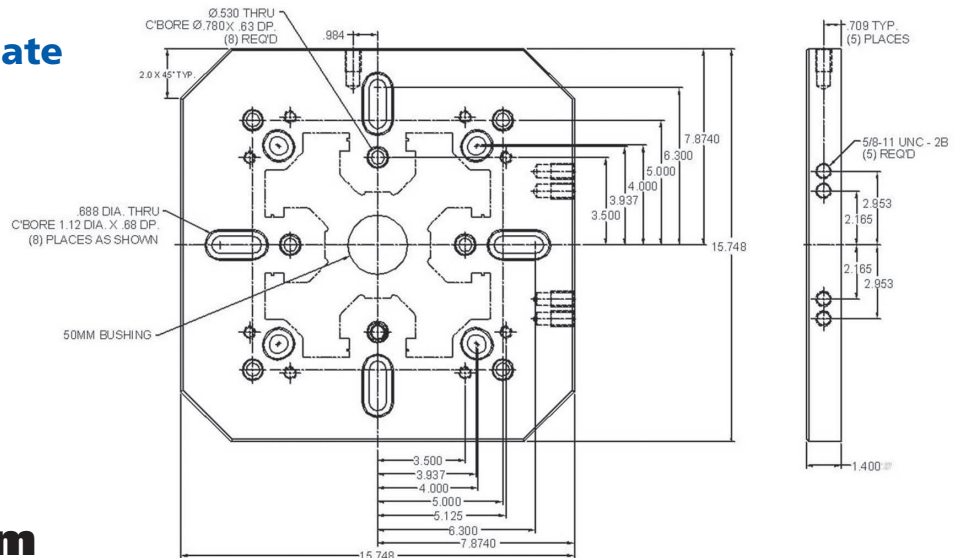 ate
Ø.530 THRU
C'BORE Ø.780 X .63 DP.
(8) REQ'D
.984
.709 TYP.
(5) PLACES
2.0 X 45° TYP.
7.8740
6.300
5.000
4.000
3.937
3.500
15.748
5/8-11 UNC - 2B
(5) REQ'D
2.953
2.165
2.165
2.953
.688 DIA. THRU
C'BORE 1.12 DIA. X .68 DP.
(8) PLACES AS SHOWN
50MM BUSHING
1.400
3.500
3.937
4.000
5.000
5.125
6.300
7.8740
15.748
m